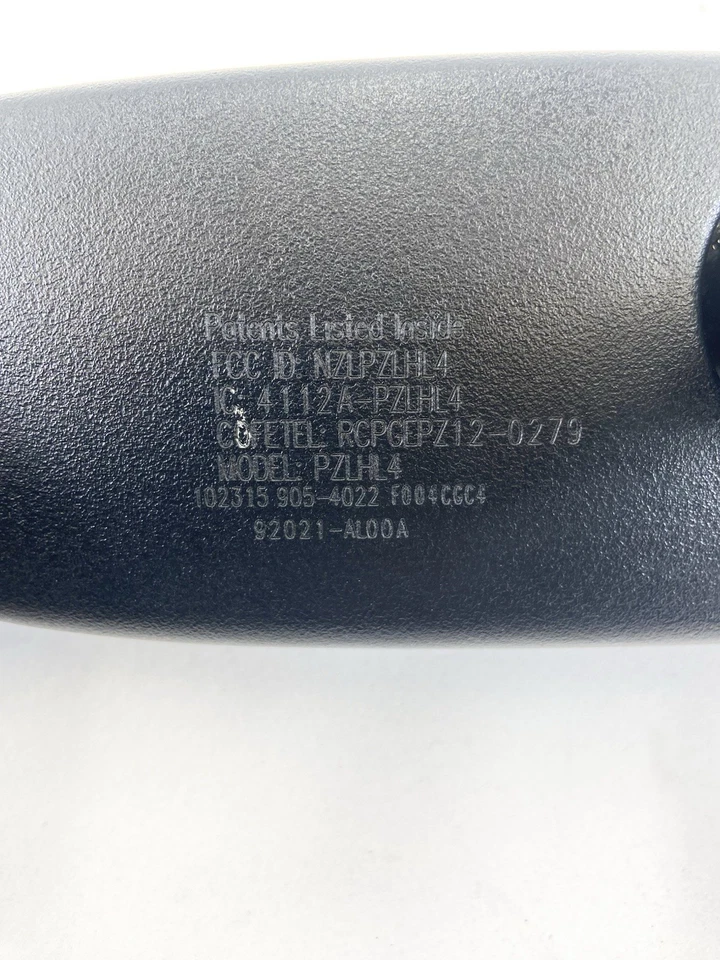 Patents Listed Inside
FCC ID: NZLPZLHL4
IC: 4112A-PZLHL4
COFETEL: RCPGEPZ12-0279
MODEL: PZLHL4
102315 905-4022 F004CGC4
92021-AL00A